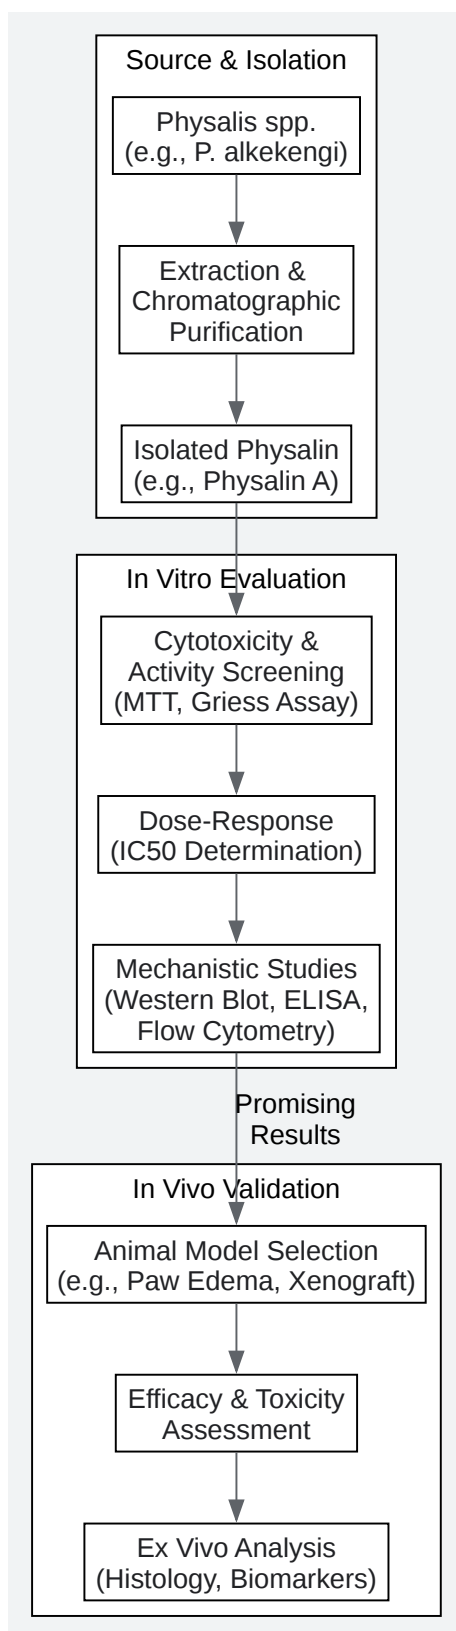 Source & Isolation
Physalis spp.
(e.g., P. alkekengi)
Extraction &
Chromatographic
Purification
Isolated Physalin
(e.g., Physalin A)
In Vitro Evaluation
Cytotoxicity &
Activity Screening
(MTT, Griess Assay)
Dose-Response
(IC50 Determination)
Mechanistic Studies
(Western Blot, ELISA,
Flow Cytometry)
Promising
Results
In Vivo Validation
Animal Model Selection
(e.g., Paw Edema, Xenograft)
Efficacy & Toxicity
Assessment
Ex Vivo Analysis
(Histology, Biomarkers)